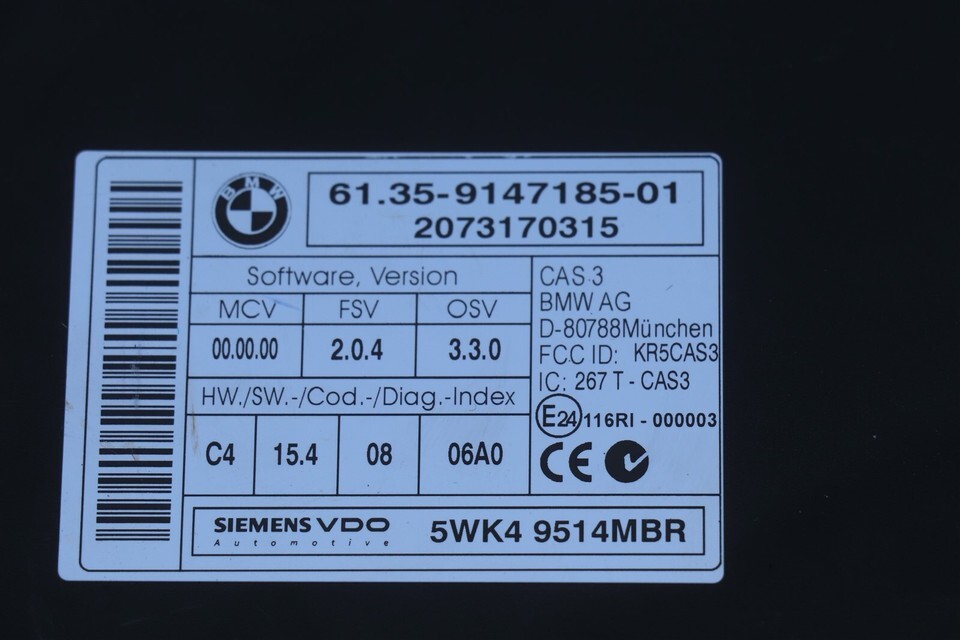 BMW
61.35-9147185-01
2073170315
Software, Version
MCV FSV OSV
00.00.00 2.0.4 3.3.0
HW./SW.-/Cod.-/Diag.-Index
C4 15.4 08 06A0
CAS 3
BMW AG
D-80788München
FCC ID: KR5CAS3
IC: 267 T - CAS3
E24 116RI - 000003
CE
SIEMENS VDO
Automotive
5WK4 9514MBR